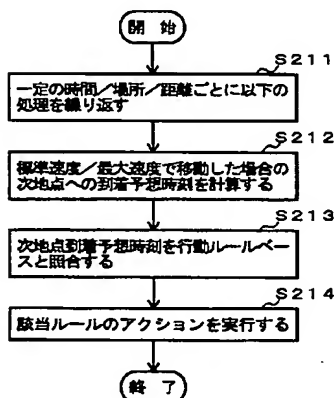 開 始
S211
一定の時間／場所／距離ごとに以下の
処理を繰り返す
S212
標準速度／最大速度で移動した場合の
次地点への到着予想時刻を計算する
S213
次地点到着予想時刻を行動ルールベー
スと照合する
S214
該当ルールのアクションを実行する
終 了